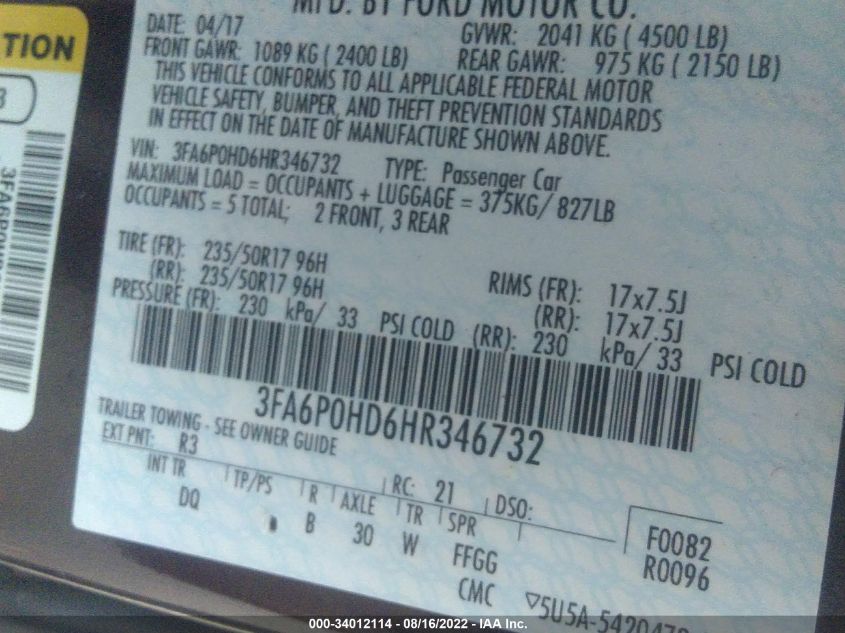 MFD. BY FORD MOTOR CO.
DATE: 04/17 GVWR: 2041 KG ( 4500 LB)
FRONT GAWR: 1089 KG ( 2400 LB) REAR GAWR: 975 KG ( 2150 LB)
THIS VEHICLE CONFORMS TO ALL APPLICABLE FEDERAL MOTOR
VEHICLE SAFETY, BUMPER, AND THEFT PREVENTION STANDARDS
IN EFFECT ON THE DATE OF MANUFACTURE SHOWN ABOVE.
VIN: 3FA6P0HD6HR346732 TYPE: Passenger Car
MAXIMUM LOAD = OCCUPANTS + LUGGAGE = 375KG/ 827LB
OCCUPANTS = 5 TOTAL; 2 FRONT, 3 REAR
TIRE (FR): 235/50R17 96H RIMS (FR): 17x7.5J
(RR): 235/50R17 96H (RR): 17x7.5J
PRESSURE (FR): 230 kPa/ 33 PSI COLD (RR): 230 kPa/ 33 PSI COLD
3FA6P0HD6HR346732
TRAILER TOWING - SEE OWNER GUIDE
EXT PNT: R3 RC: 21 DSO: F0082
INT TR TP/PS R AXLE TR SPR R0096
DQ B 30 W FFGG
CMC
TION
000-34012114 - 08/16/2022 - IAA Inc.